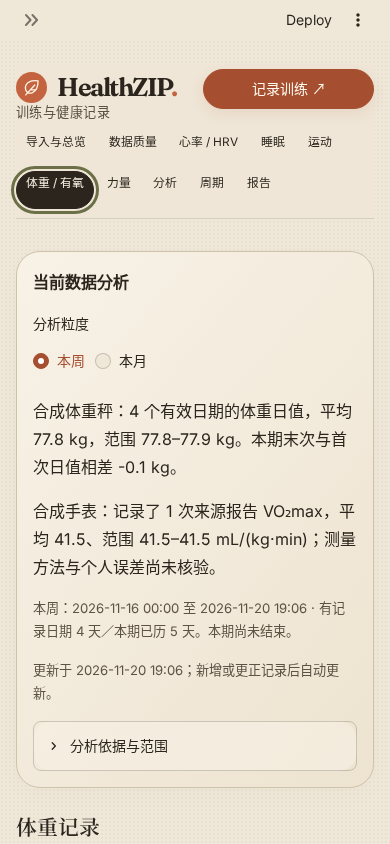 Deploy
HealthZIP.
记录训练 ↗
训练与健康记录
导入与总览 数据质量 心率 / HRV 睡眠 运动
体重 / 有氧 力量 分析 周期 报告
当前数据分析
分析粒度
本周 本月
合成体重秤：4 个有效日期的体重日值，平均
77.8 kg，范围 77.8–77.9 kg。本期末次与首
次日值相差 -0.1 kg。
合成手表：记录了 1 次来源报告 VO₂max，平
均 41.5、范围 41.5–41.5 mL/(kg·min)；测量
方法与个人误差尚未核验。
本周：2026-11-16 00:00 至 2026-11-20 19:06 · 有记
录日期 4 天／本期已历 5 天。本期尚未结束。
更新于 2026-11-20 19:06；新增或更正记录后自动更
新。
分析依据与范围
体重记录